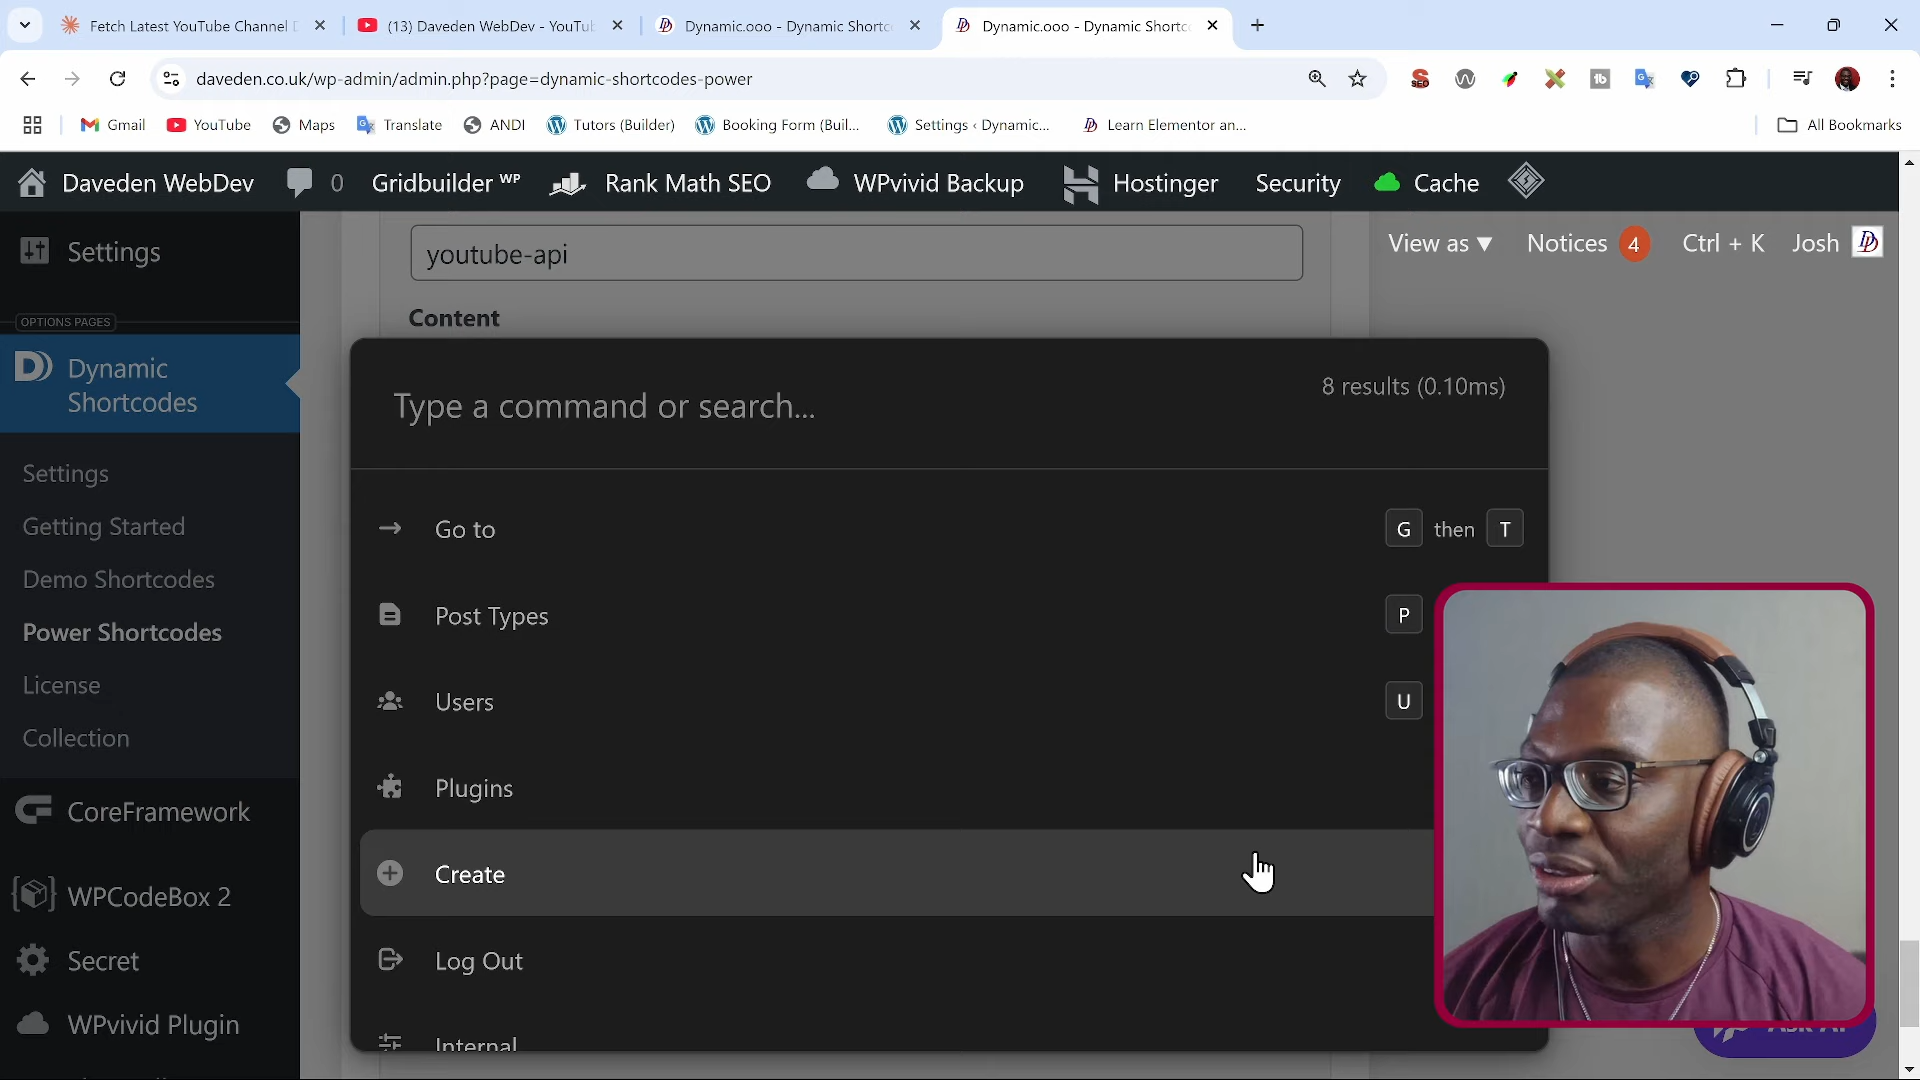 Fetch Latest YouTube Channel
(13) Daveden WebDev - YouTu
Dynamic.ooo - Dynamic Shortc
Dynamic.ooo - Dynamic Shortc
daveden.co.uk/wp-admin/admin.php?page=dynamic-shortcodes-power
Gmail
YouTube
Maps
Translate
ANDI
Tutors (Builder)
Booking Form (Buil...
Settings ‹ Dynamic...
Learn Elementor an...
All Bookmarks
Daveden WebDev
0
Gridbuilder WP
Rank Math SEO
WPvivid Backup
Hostinger
Security
Cache
View as ▼
Notices 4
Ctrl + K
Josh
Settings
OPTIONS PAGES
Dynamic
Shortcodes
Settings
Getting Started
Demo Shortcodes
Power Shortcodes
License
Collection
CoreFramework
WPCodeBox 2
Secret
WPvivid Plugin
youtube-api
Content
Type a command or search...
8 results (0.10ms)
Go to
G then T
Post Types
P
Users
U
Plugins
Create
Log Out
Internal